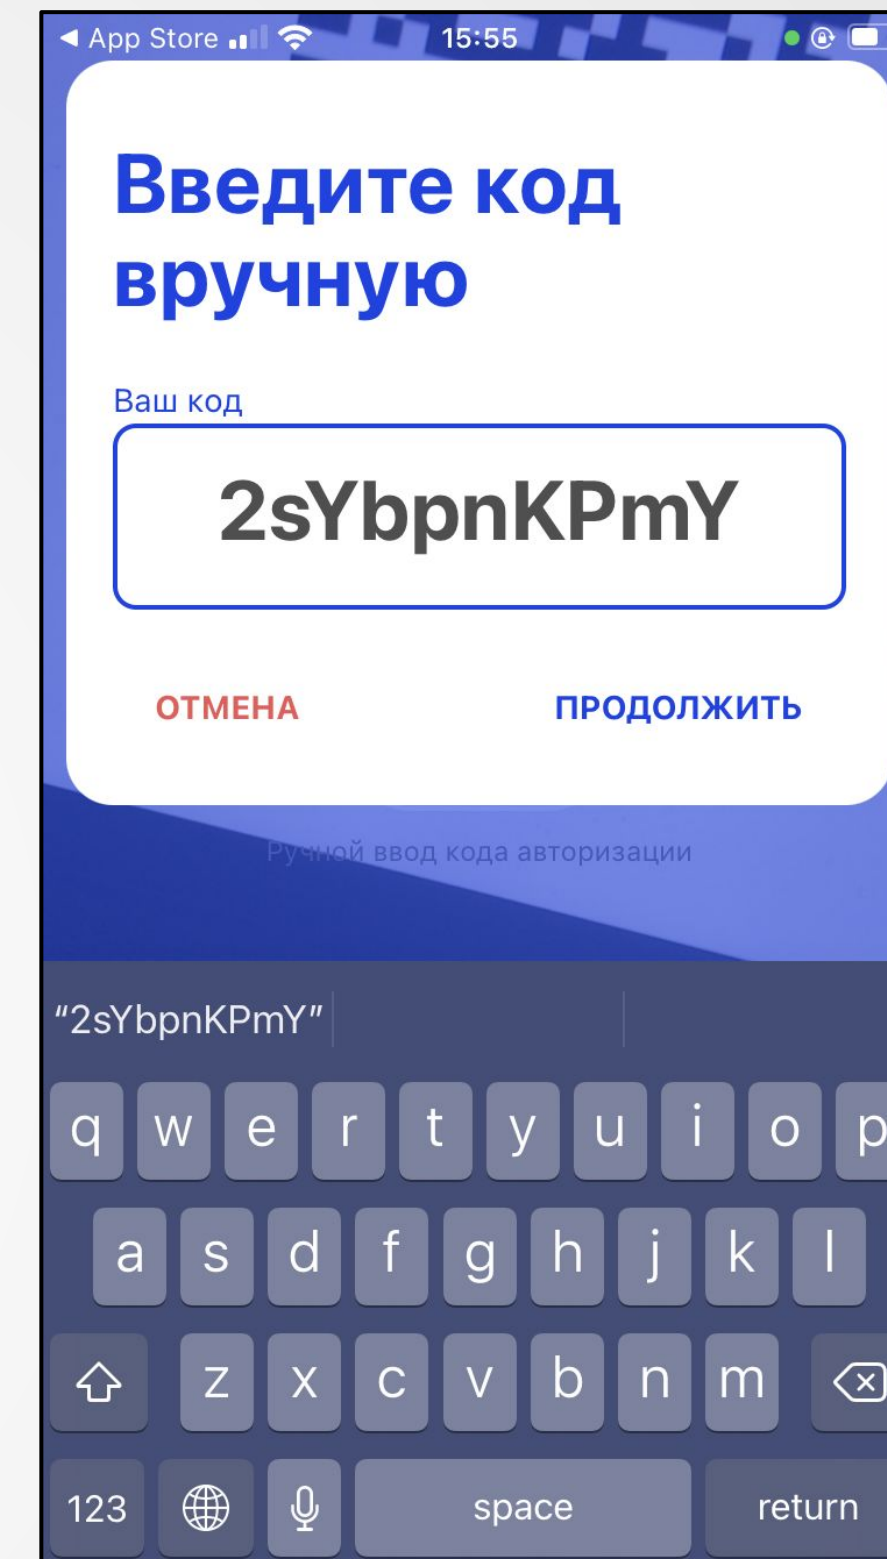 ◀ App Store 15:55
Введите код
вручную
Ваш код
2sYbpnKPmY
ОТМЕНА ПРОДОЛЖИТЬ
Ручной ввод кода авторизации
“2sYbpnKPmY”
q w e r t y u i o p
a s d f g h j k l
z x c v b n m
123 space return